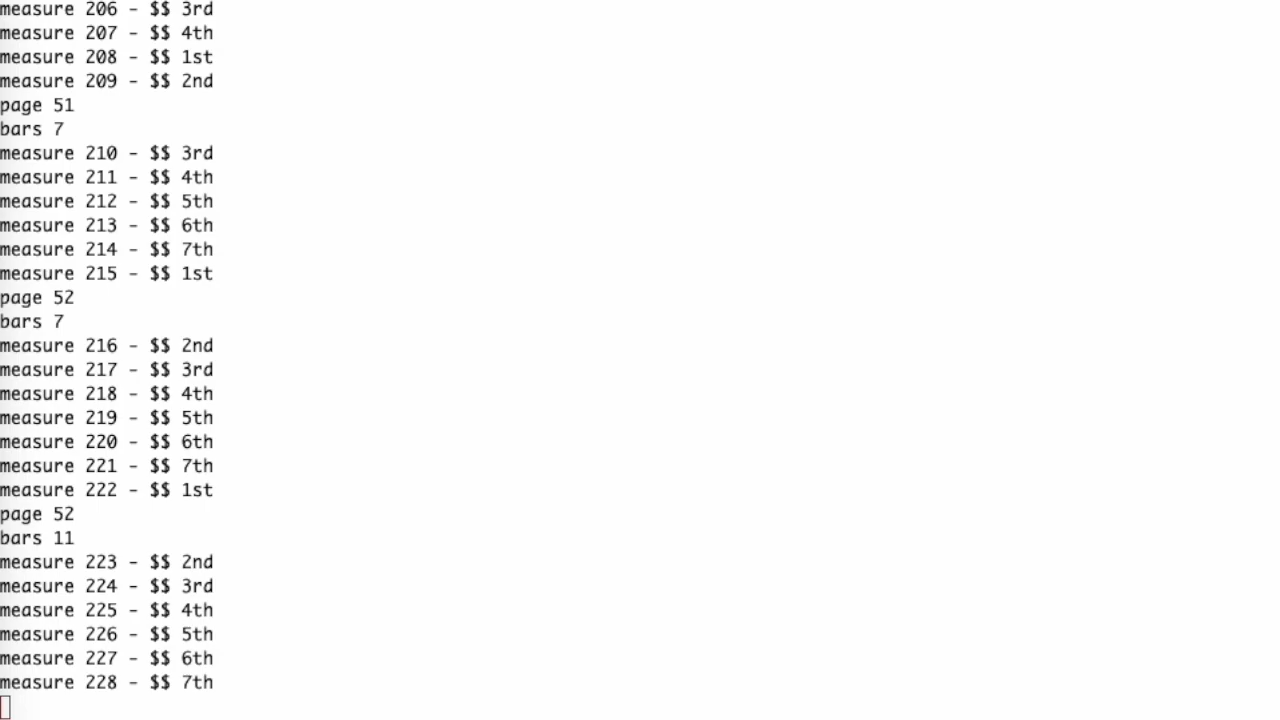 measure 206 - $$ 3rd
measure 207 - $$ 4th
measure 208 - $$ 1st
measure 209 - $$ 2nd
page 51
bars 7
measure 210 - $$ 3rd
measure 211 - $$ 4th
measure 212 - $$ 5th
measure 213 - $$ 6th
measure 214 - $$ 7th
measure 215 - $$ 1st
page 52
bars 7
measure 216 - $$ 2nd
measure 217 - $$ 3rd
measure 218 - $$ 4th
measure 219 - $$ 5th
measure 220 - $$ 6th
measure 221 - $$ 7th
measure 222 - $$ 1st
page 52
bars 11
measure 223 - $$ 2nd
measure 224 - $$ 3rd
measure 225 - $$ 4th
measure 226 - $$ 5th
measure 227 - $$ 6th
measure 228 - $$ 7th